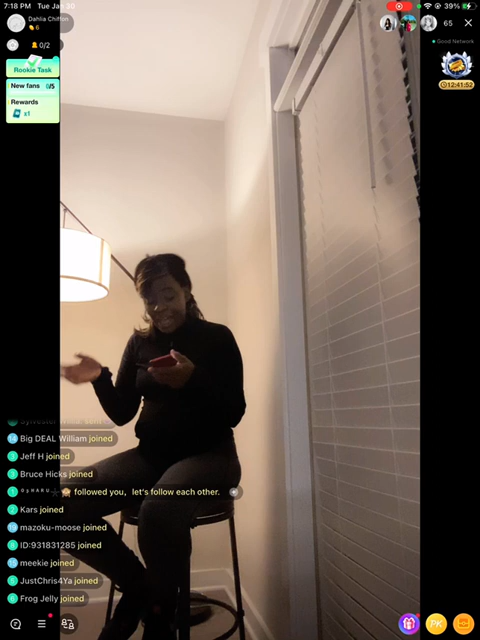 7:18 PM Tue Jan
39%
Dahlia Chiffon
6
65
0/2
Good Network
Rookie Task
New fans 0/5
Rewards
x1
12:41:52
Big DEAL William joined
Jeff H joined
Bruce Hicks joined
followed you, let's follow each other.
Kars joined
mazoku-moose joined
ID:931831285 joined
meekie joined
JustChris4Ya joined
Frog Jelly joined
PK